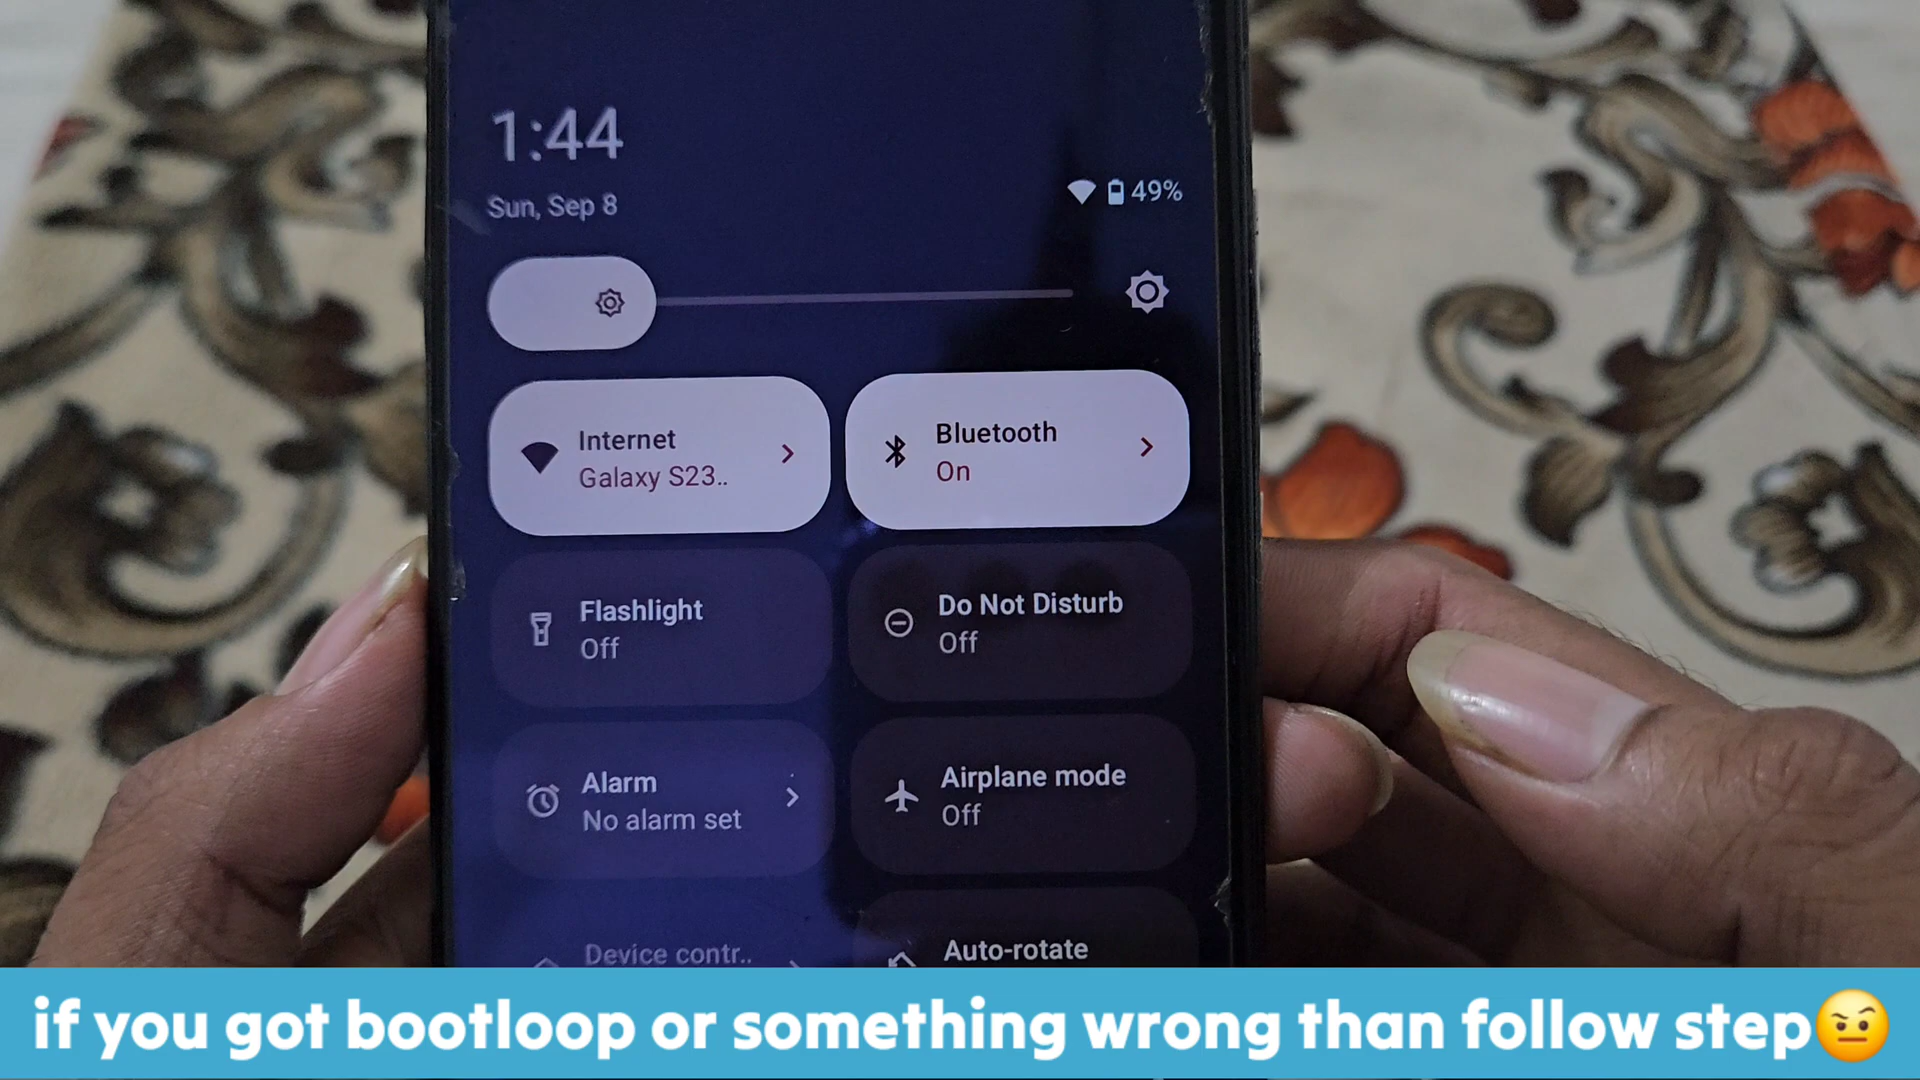 1:44
Sun, Sep 8
49%
Internet
Galaxy S23..
Bluetooth
On
Flashlight
Off
Do Not Disturb
Off
Alarm
No alarm set
Airplane mode
Off
Device contr..
Auto-rotate
if you got bootloop or something wrong than follow step🤨